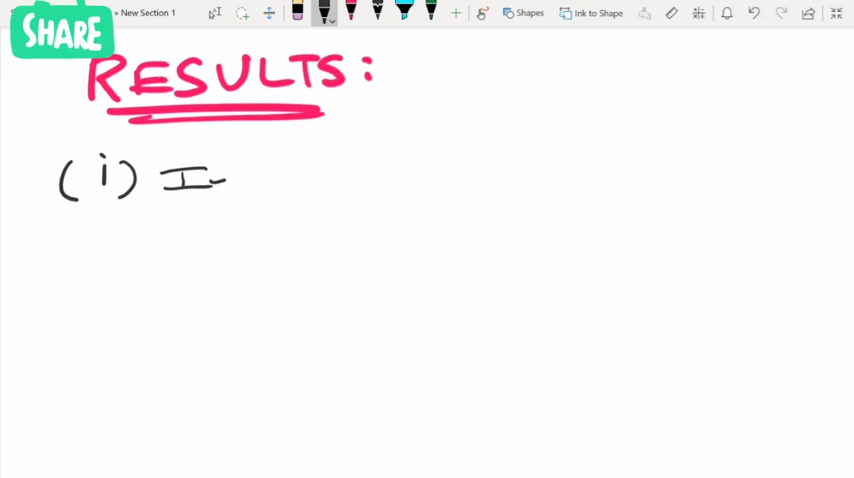 SHARE
» New Section 1
Shapes
Ink to Shape
RESULTS:
(i) I